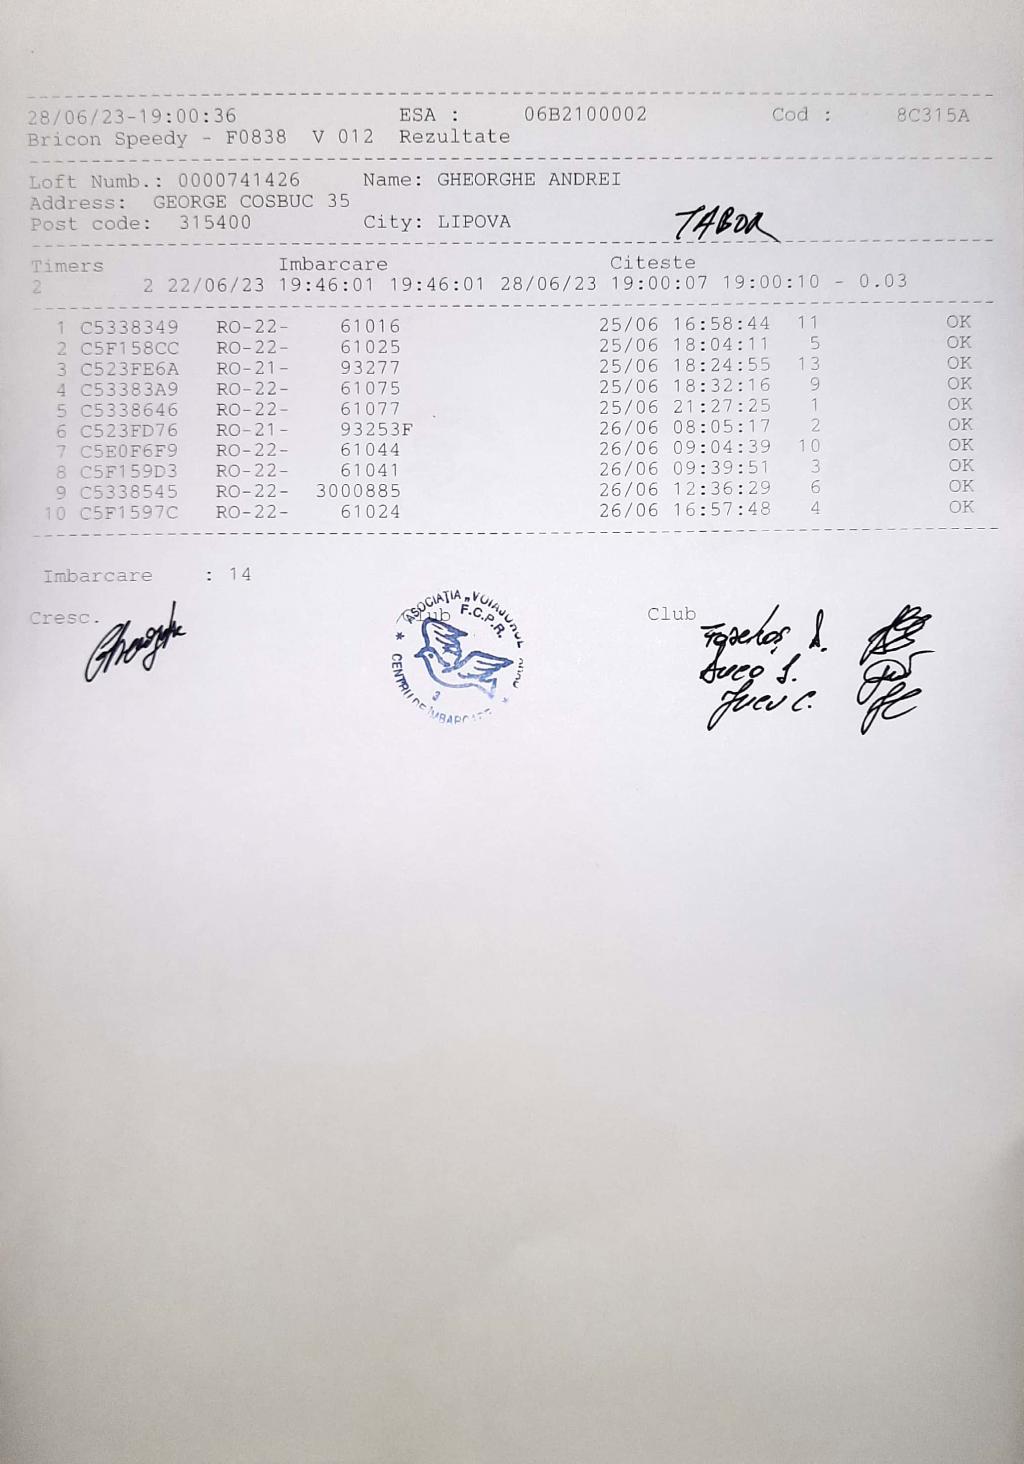 28/06/23-19:00:36 ESA : 06B2100002 Cod : 8C315A
Bricon Speedy - F0838 V 012 Rezultate
Loft Numb.: 0000741426 Name: GHEORGHE ANDREI
Address: GEORGE COSBUC 35
Post code: 315400 City: LIPOVA TABOR
Timers Imbarcare Citeste
2 2 22/06/23 19:46:01 19:46:01 28/06/23 19:00:07 19:00:10 - 0.03
1 C5338349 RO-22- 61016 25/06 16:58:44 11 OK
2 C5F158CC RO-22- 61025 25/06 18:04:11 5 OK
3 C523FE6A RO-21- 93277 25/06 18:24:55 13 OK
4 C53383A9 RO-22- 61075 25/06 18:32:16 9 OK
5 C5338646 RO-22- 61077 25/06 21:27:25 1 OK
6 C523FD76 RO-21- 93253F 26/06 08:05:17 2 OK
7 C5E0F6F9 RO-22- 61044 26/06 09:04:39 10 OK
8 C5F159D3 RO-22- 61041 26/06 09:39:51 3 OK
9 C5338545 RO-22- 3000885 26/06 12:36:29 6 OK
10 C5F1597C RO-22- 61024 26/06 16:57:48 4 OK
Imbarcare : 14
Cresc. Club Club
Gheorghe
ASOCIAȚIA „VOIAJORUL
F.C.P.R.
CENTRU DE ÎMBARCARE
3